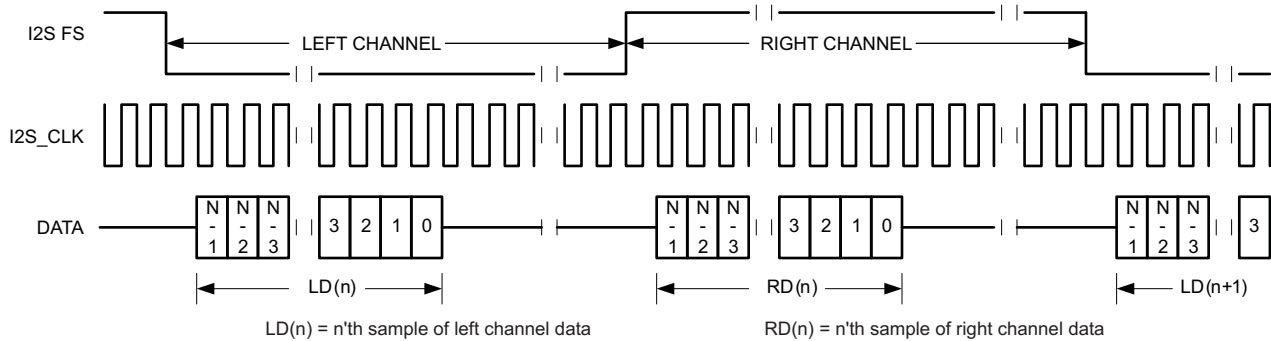 I2S FS
LEFT CHANNEL
RIGHT CHANNEL
I2S_CLK
DATA
N-1 N-2 N-3 3 2 1 0 N-1 N-2 N-3 3 2 1 0 N-1 N-2 N-3 3
LD(n) RD(n) LD(n+1)
LD(n) = n'th sample of left channel data
RD(n) = n'th sample of right channel data